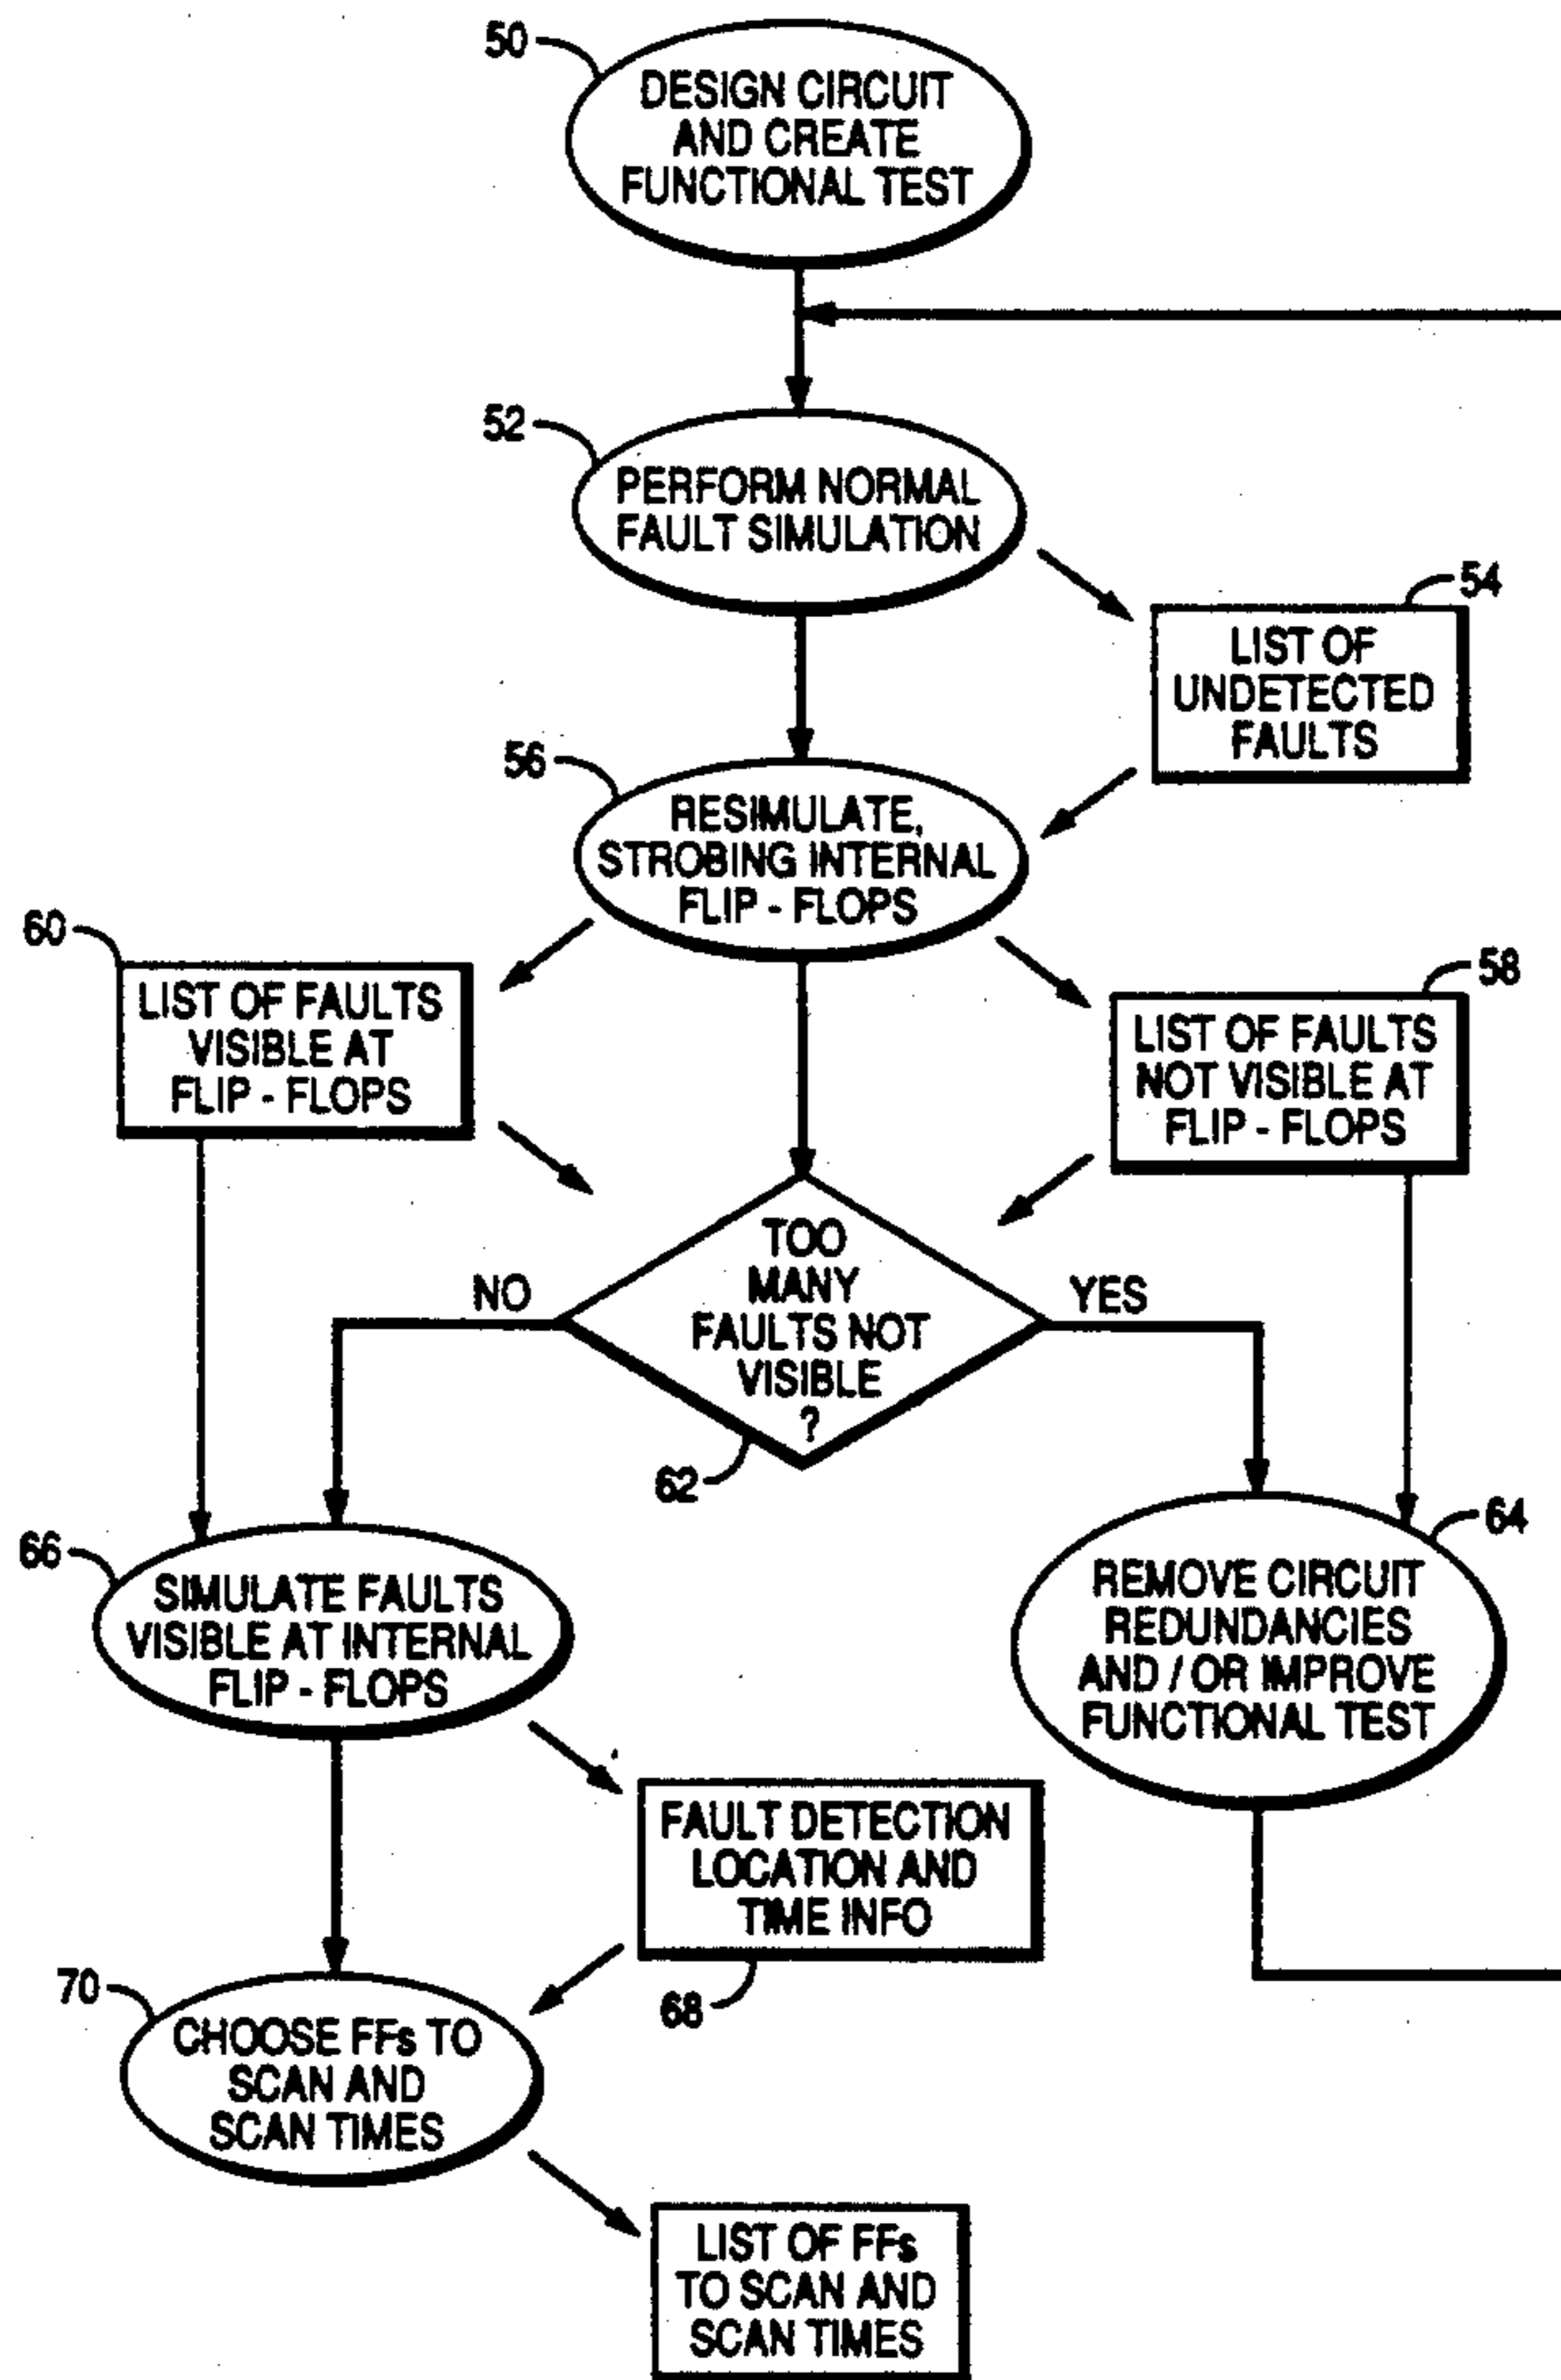 50
DESIGN CIRCUIT
AND CREATE
FUNCTIONAL TEST
52
PERFORM NORMAL
FAULT SIMULATION
54
LIST OF
UNDETECTED
FAULTS
56
RESIMULATE,
STROBING INTERNAL
FLIP - FLOPS
60
LIST OF FAULTS
VISIBLE AT
FLIP - FLOPS
58
LIST OF FAULTS
NOT VISIBLE AT
FLIP - FLOPS
TOO
MANY
FAULTS NOT
VISIBLE
?
NO
YES
62
66
SIMULATE FAULTS
VISIBLE AT INTERNAL
FLIP - FLOPS
64
REMOVE CIRCUIT
REDUNDANCIES
AND / OR IMPROVE
FUNCTIONAL TEST
FAULT DETECTION
LOCATION AND
TIME INFO
68
70
CHOOSE FFs TO
SCAN AND
SCAN TIMES
LIST OF FFs
TO SCAN AND
SCAN TIMES